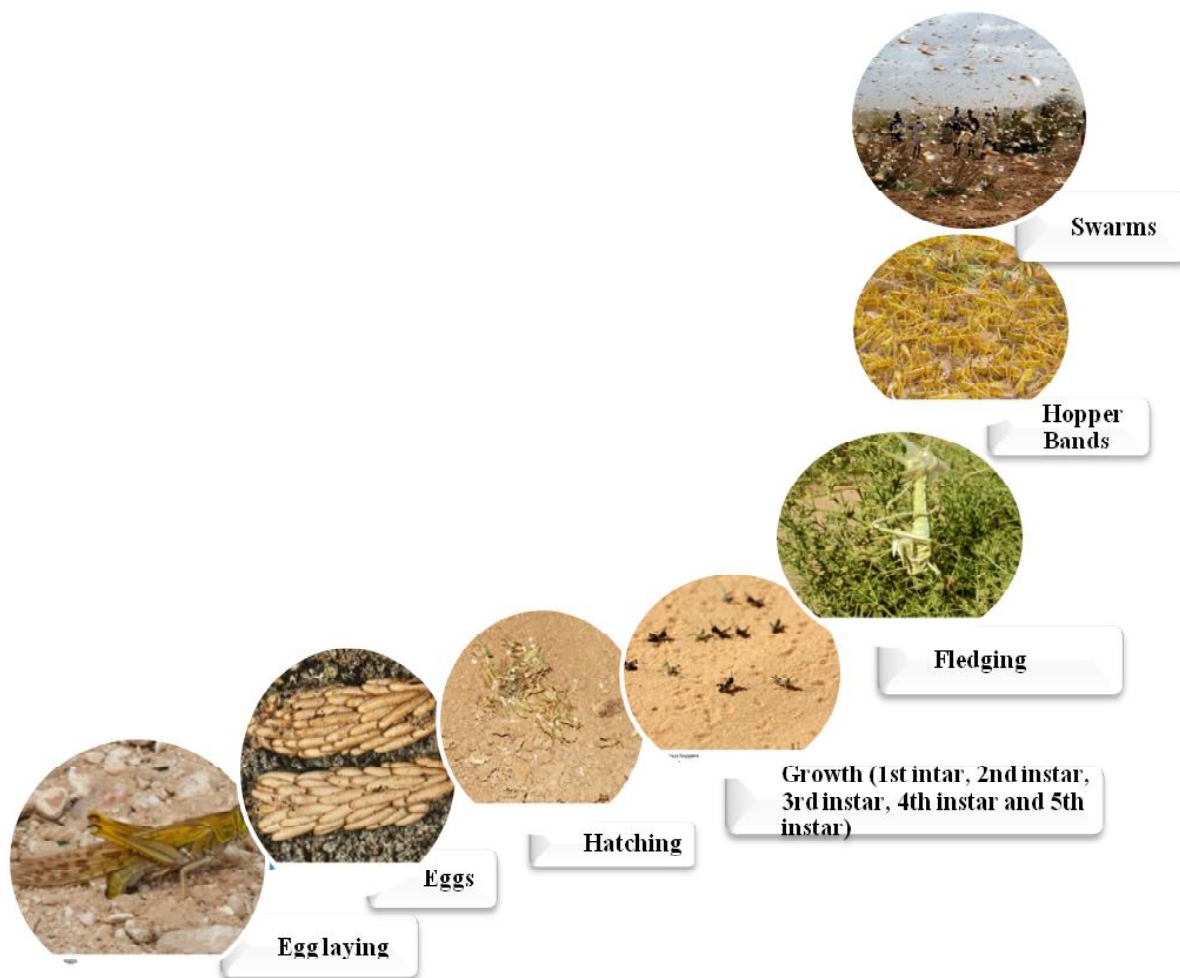 Swarms
Hopper
Bands
Fledging
Growth (1st intar, 2nd instar,
3rd instar, 4th instar and 5th
instar)
Hatching
Eggs
Egg laying